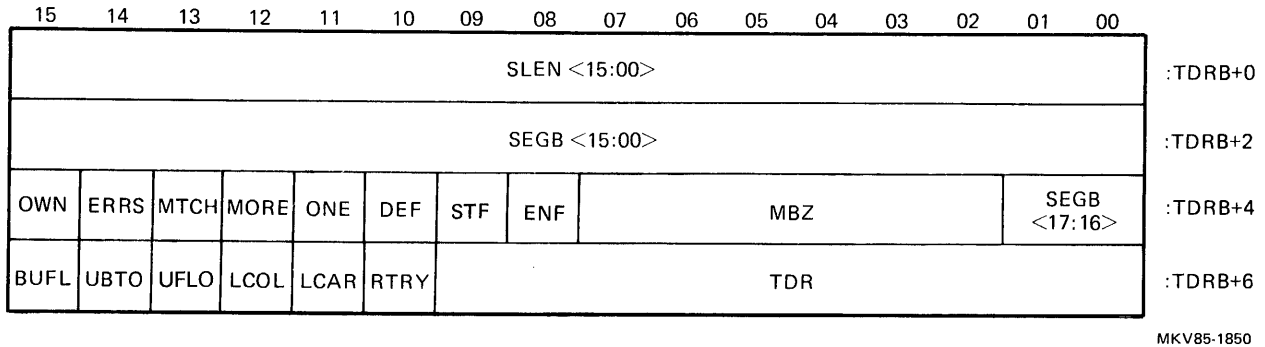 15 14 13 12 11 10 09 08 07 06 05 04 03 02 01 00
SLEN <15:00> :TDRB+0
SEGB <15:00> :TDRB+2
OWN ERRS MTCH MORE ONE DEF STF ENF MBZ SEGB <17:16> :TDRB+4
BUFL UBTO UFLO LCOL LCAR RTRY TDR :TDRB+6
MKV85-1850